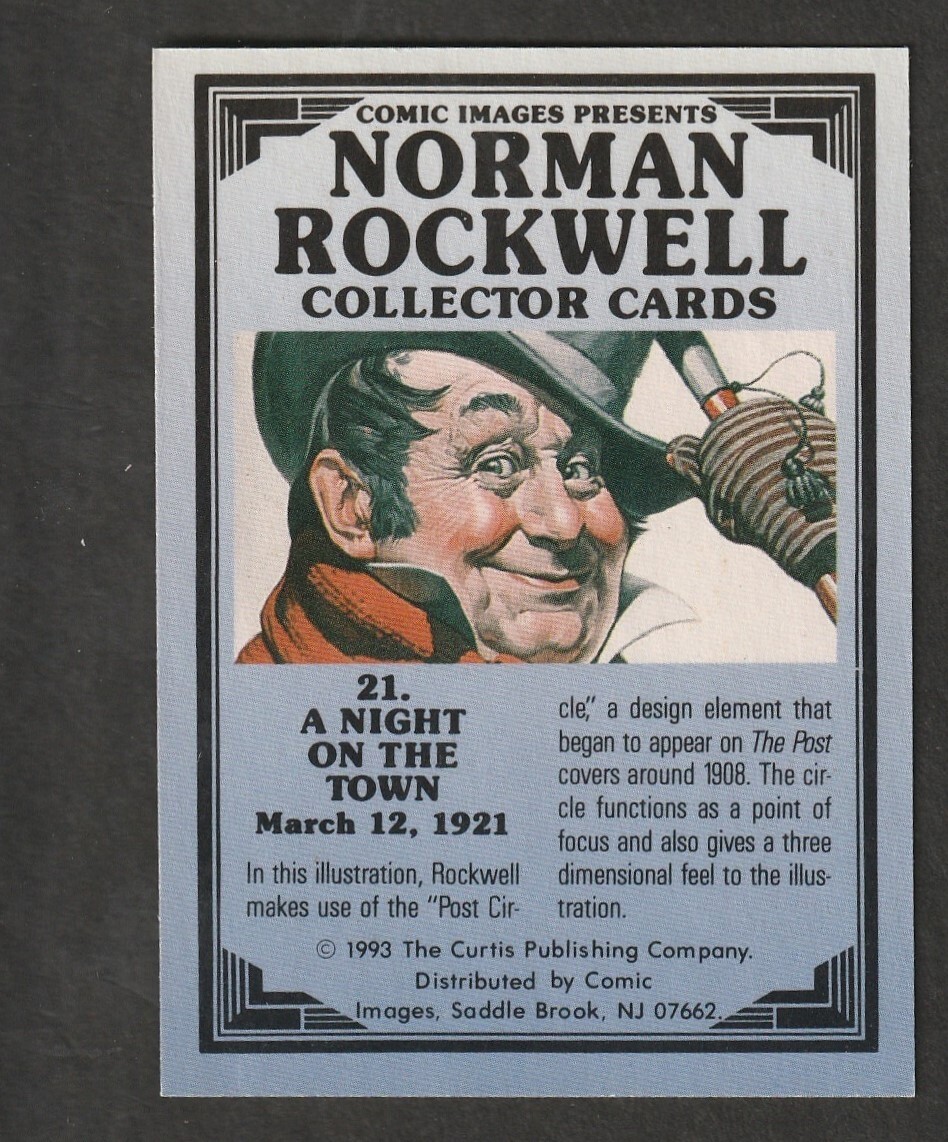 COMIC IMAGES PRESENTS
NORMAN
ROCKWELL
COLLECTOR CARDS
21.
A NIGHT
ON THE
TOWN
March 12, 1921
In this illustration, Rockwell
makes use of the "Post Cir-
cle," a design element that
began to appear on The Post
covers around 1908. The cir-
cle functions as a point of
focus and also gives a three
dimensional feel to the illus-
tration.
© 1993 The Curtis Publishing Company.
Distributed by Comic
Images, Saddle Brook, NJ 07662.